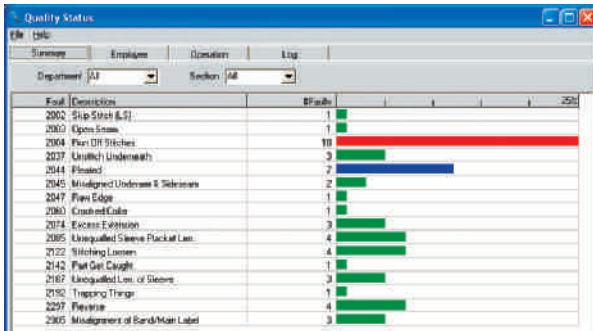 Quality Status
File Help
Summary Employee Operation Log
Department All Section All
Fault Description #Faults 25%
2002 Skip Stitch (LS) 1
2003 Open Seam 1
2004 Run Off Stitches 10
2037 Unstitch Underneath 3
2044 Pleated 7
2045 Misaligned Underarm & Sideseam 2
2047 Raw Edge 1
2060 Crooked Collar 1
2074 Excess Extension 3
2085 Unequalled Sleeve Placket Len. 4
2122 Stitching Loosen 4
2142 Part Get Caught 1
2187 Unequalled Len. of Sleeve 3
2192 Trapping Things 1
2297 Reverse 4
2305 Misalignment of Band/Main Label 3